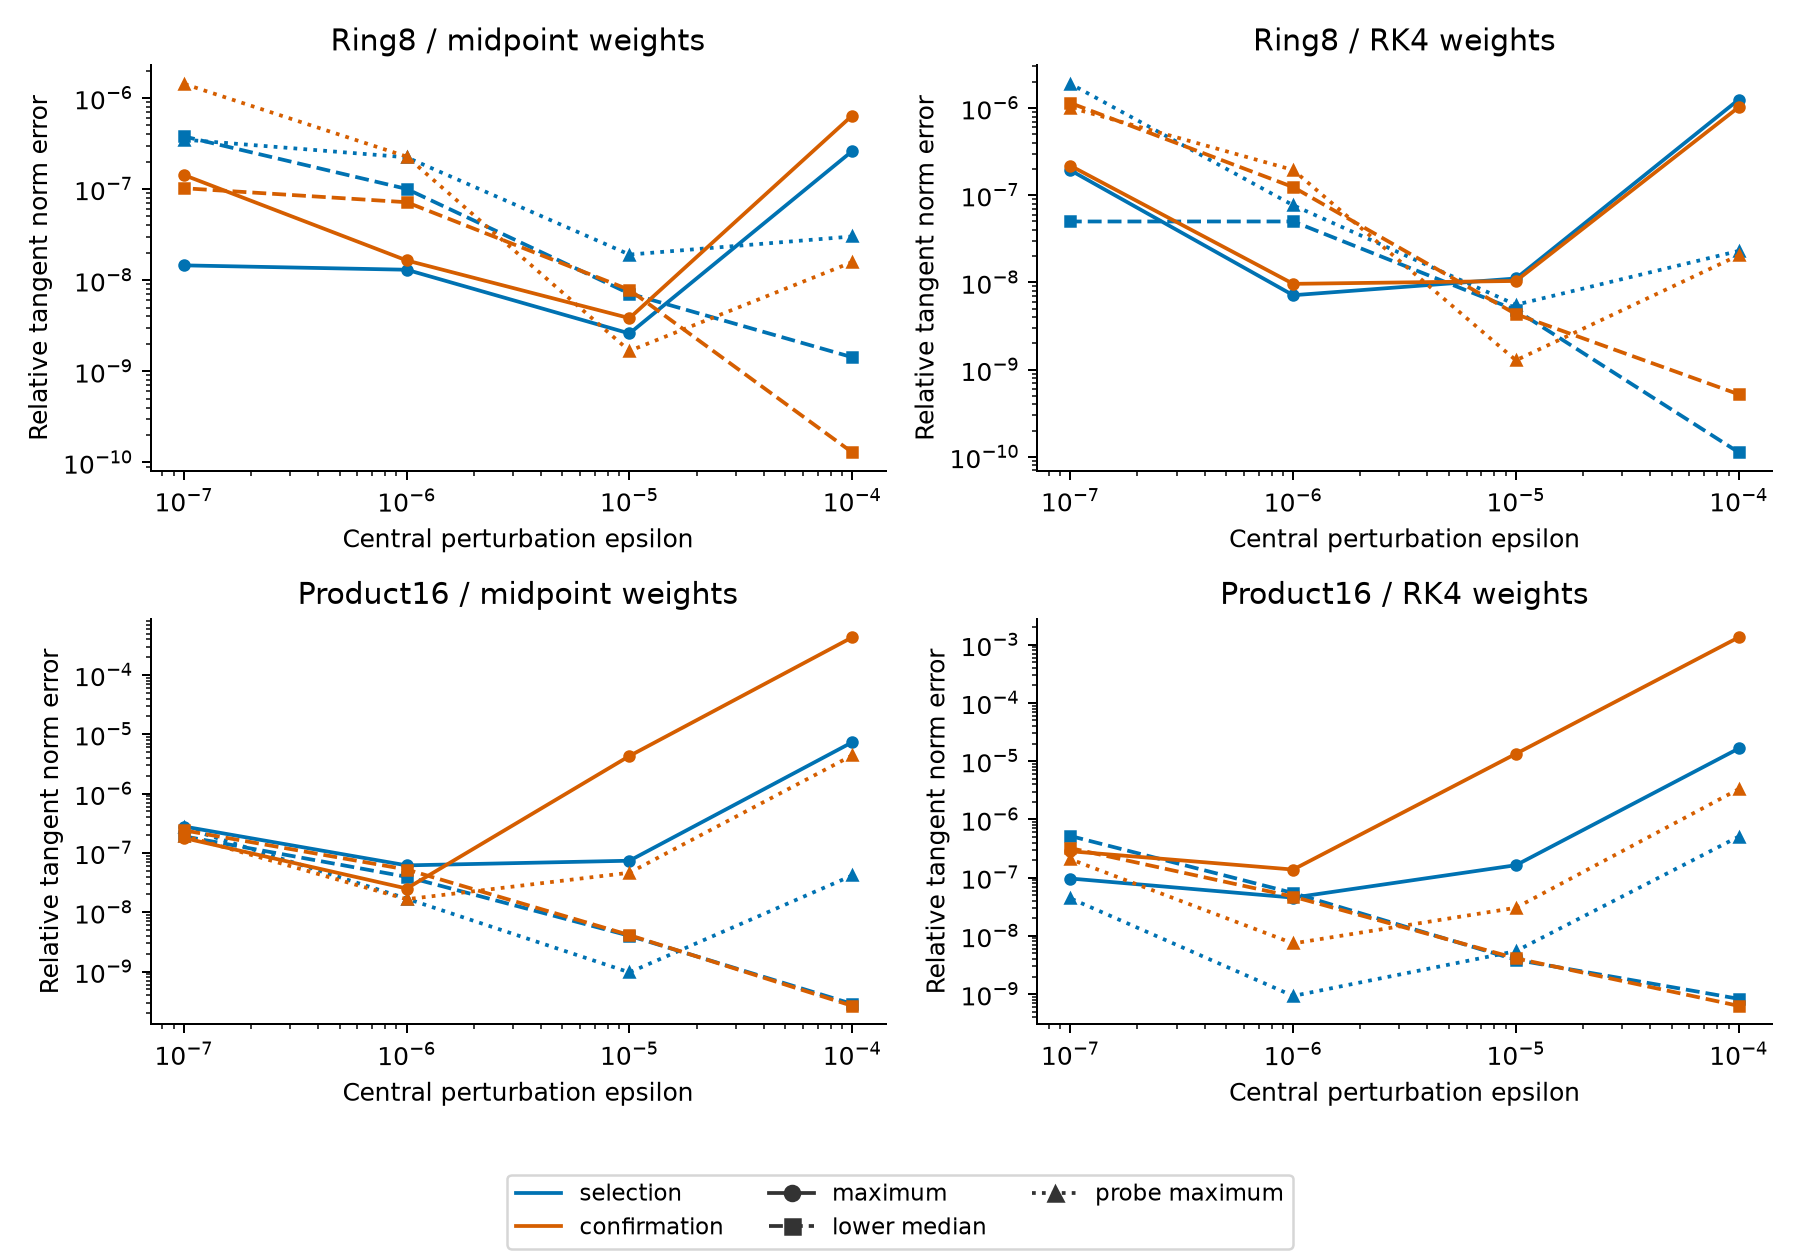 Ring8 / midpoint weights
Relative tangent norm error
10⁻⁶
10⁻⁷
10⁻⁸
10⁻⁹
10⁻¹⁰
10⁻⁷ 10⁻⁶ 10⁻⁵ 10⁻⁴
Central perturbation epsilon
Ring8 / RK4 weights
Relative tangent norm error
10⁻⁶
10⁻⁷
10⁻⁸
10⁻⁹
10⁻¹⁰
10⁻⁷ 10⁻⁶ 10⁻⁵ 10⁻⁴
Central perturbation epsilon
Product16 / midpoint weights
Relative tangent norm error
10⁻⁴
10⁻⁵
10⁻⁶
10⁻⁷
10⁻⁸
10⁻⁹
10⁻⁷ 10⁻⁶ 10⁻⁵ 10⁻⁴
Central perturbation epsilon
Product16 / RK4 weights
Relative tangent norm error
10⁻³
10⁻⁴
10⁻⁵
10⁻⁶
10⁻⁷
10⁻⁸
10⁻⁹
10⁻⁷ 10⁻⁶ 10⁻⁵ 10⁻⁴
Central perturbation epsilon
selection maximum probe maximum
confirmation lower median